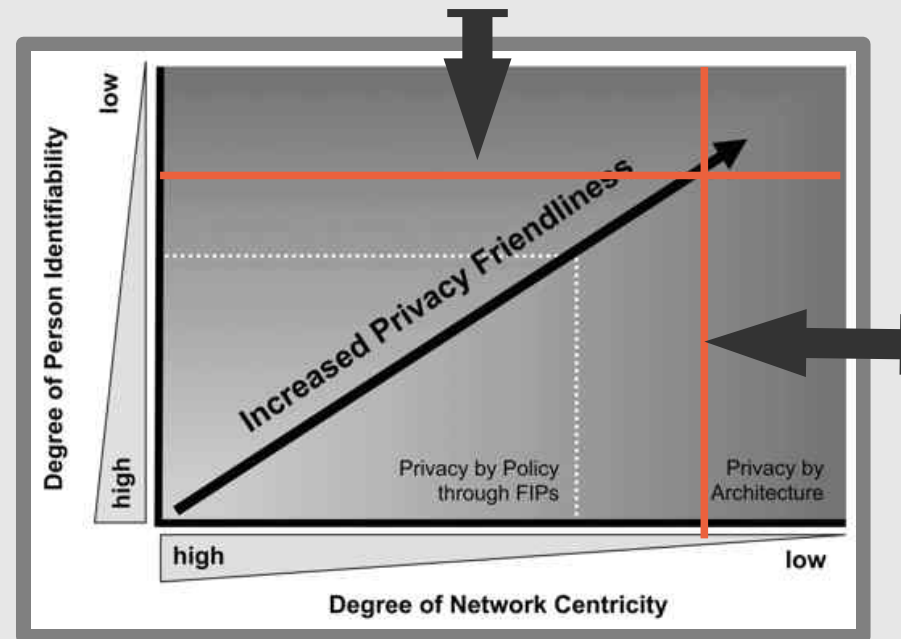 low
Degree of Person Identifiability
high
Increased Privacy Friendliness
Privacy by Policy
through FIPs
Privacy by
Architecture
high
low
Degree of Network Centricity